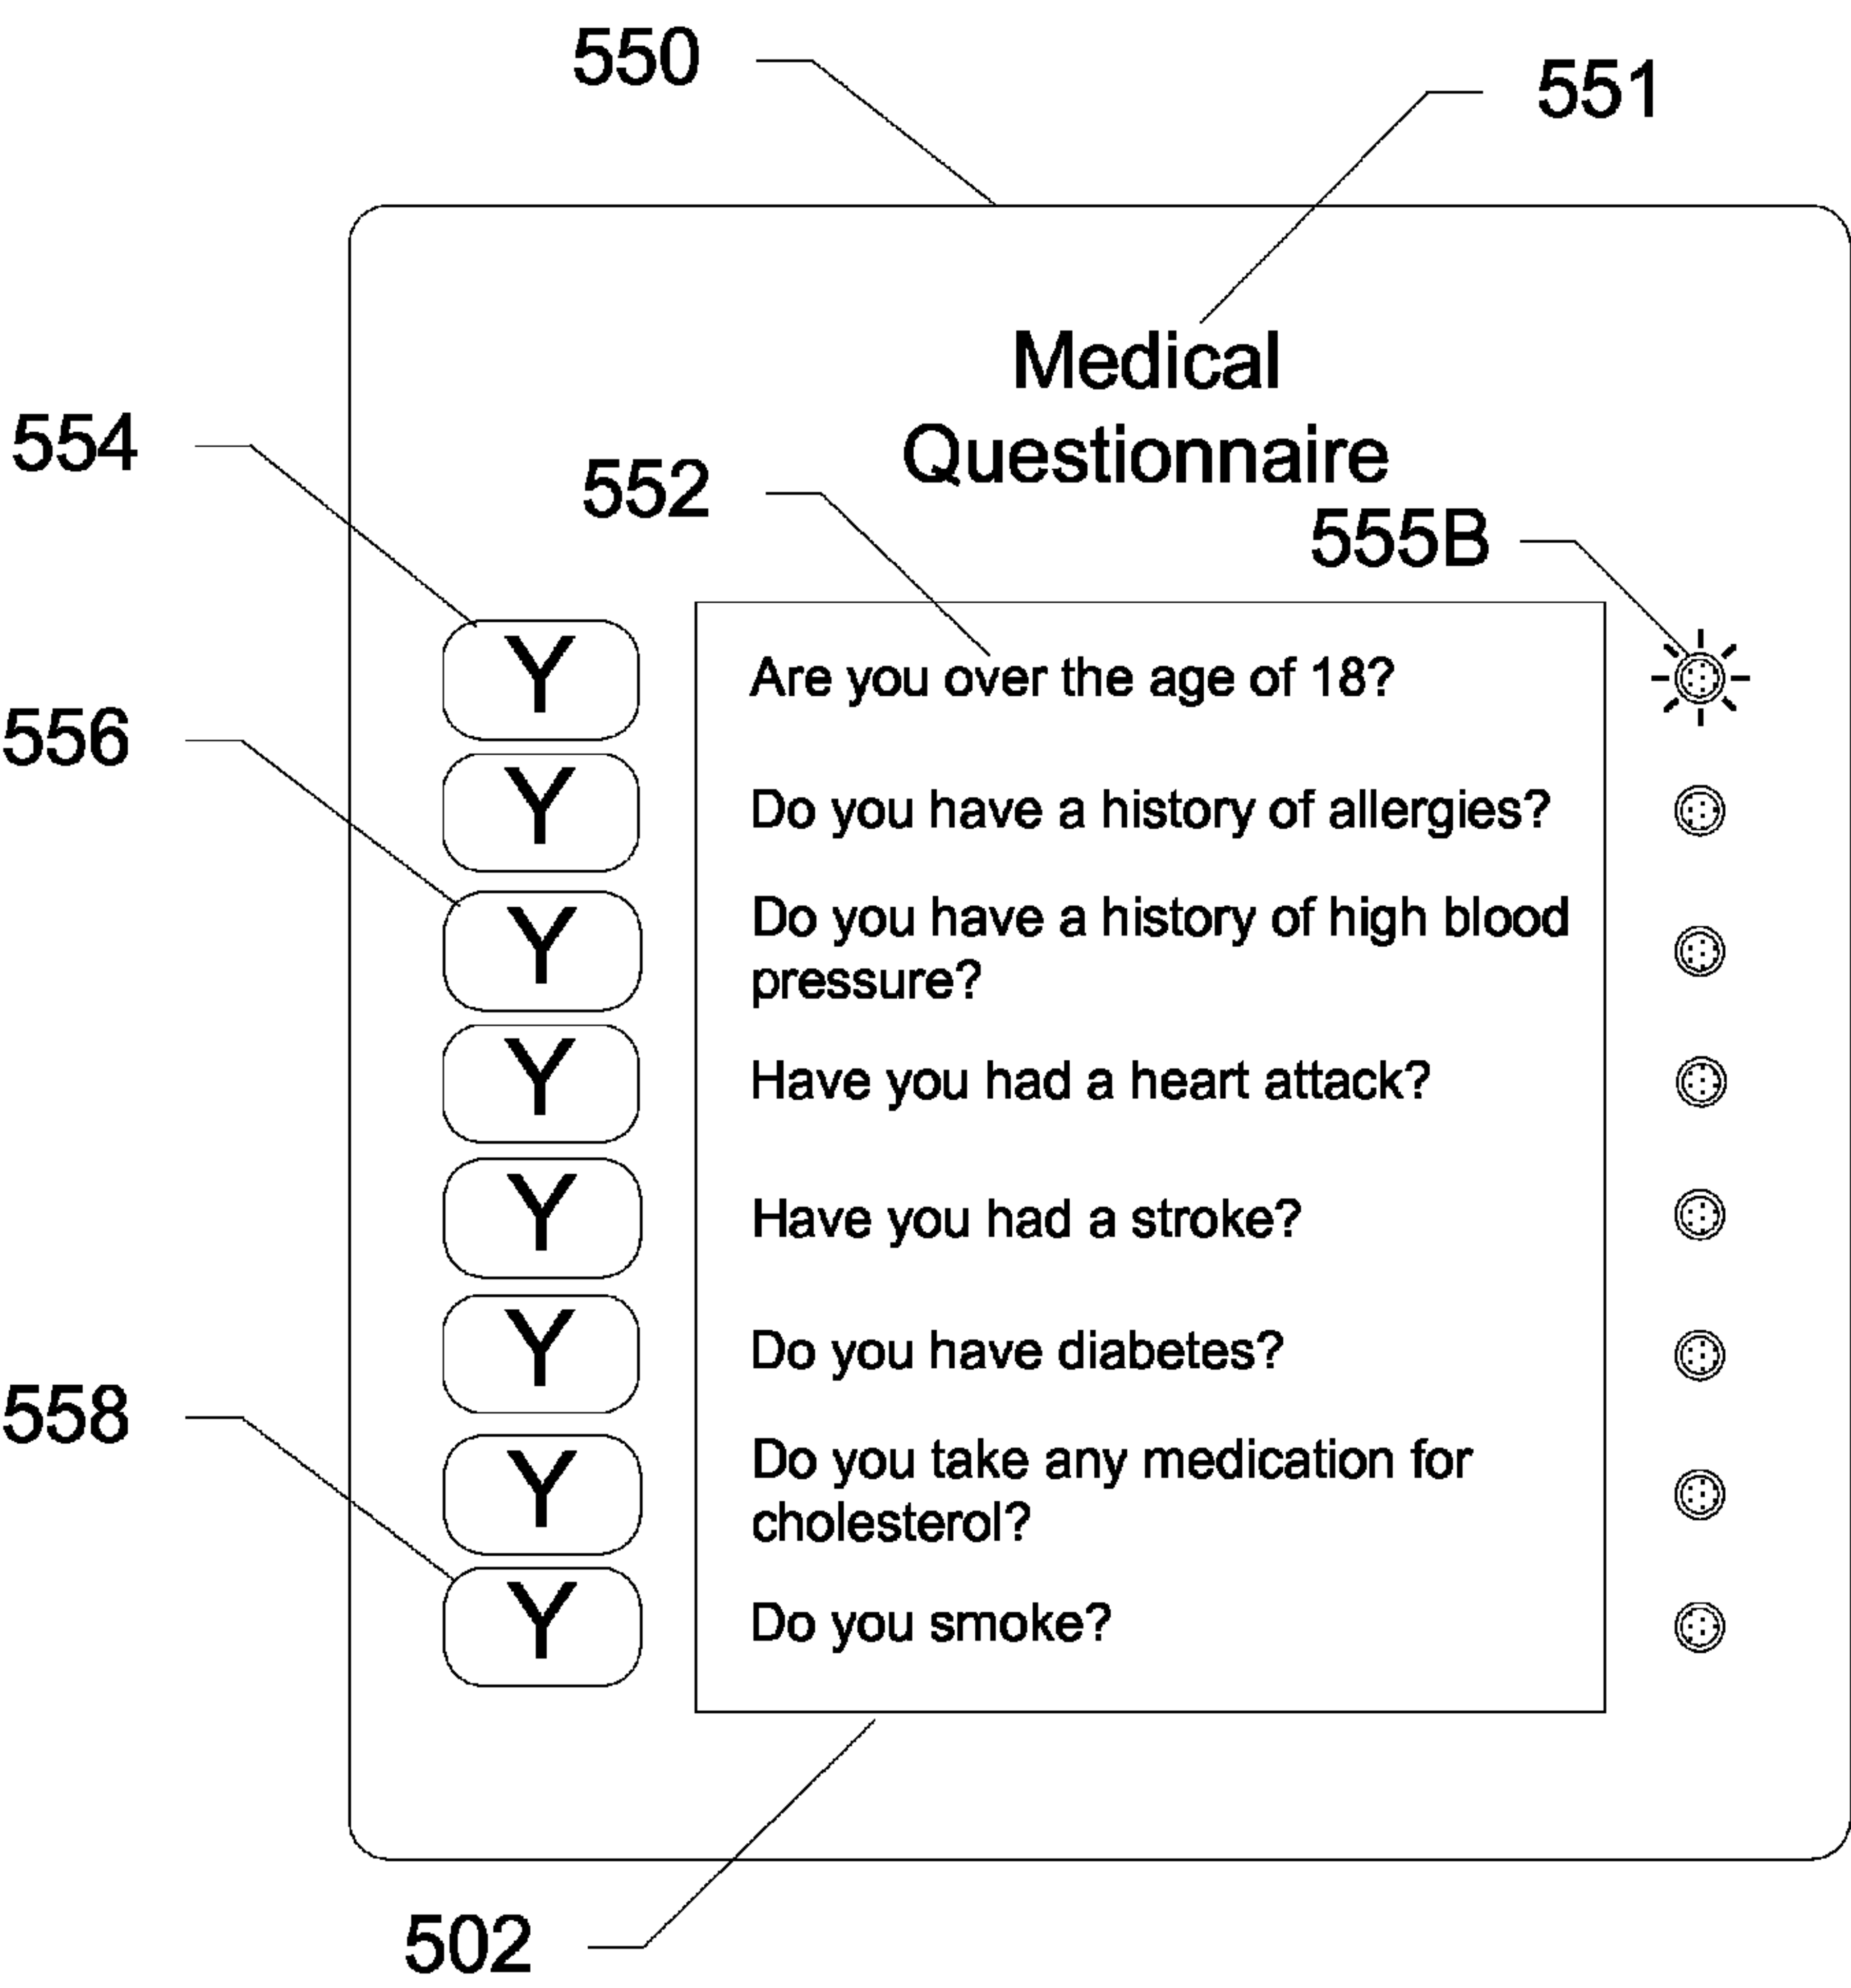 550
551
Medical
Questionnaire
554
552
555B
Y Are you over the age of 18?
556
Y Do you have a history of allergies?
Y Do you have a history of high blood
pressure?
Y Have you had a heart attack?
Y Have you had a stroke?
Y Do you have diabetes?
558
Y Do you take any medication for
cholesterol?
Y Do you smoke?
502